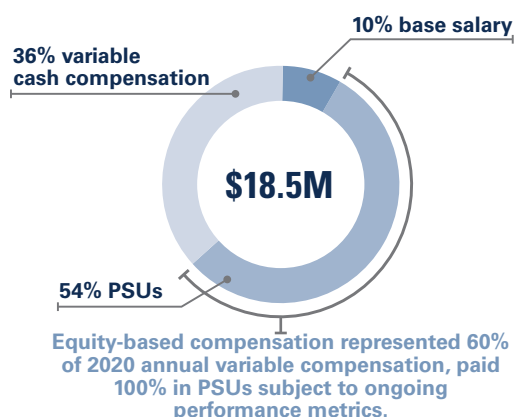 10% base salary
36% variable
cash compensation
$18.5M
54% PSUs
Equity-based compensation represented 60%
of 2020 annual variable compensation, paid
100% in PSUs subject to ongoing
performance metrics.